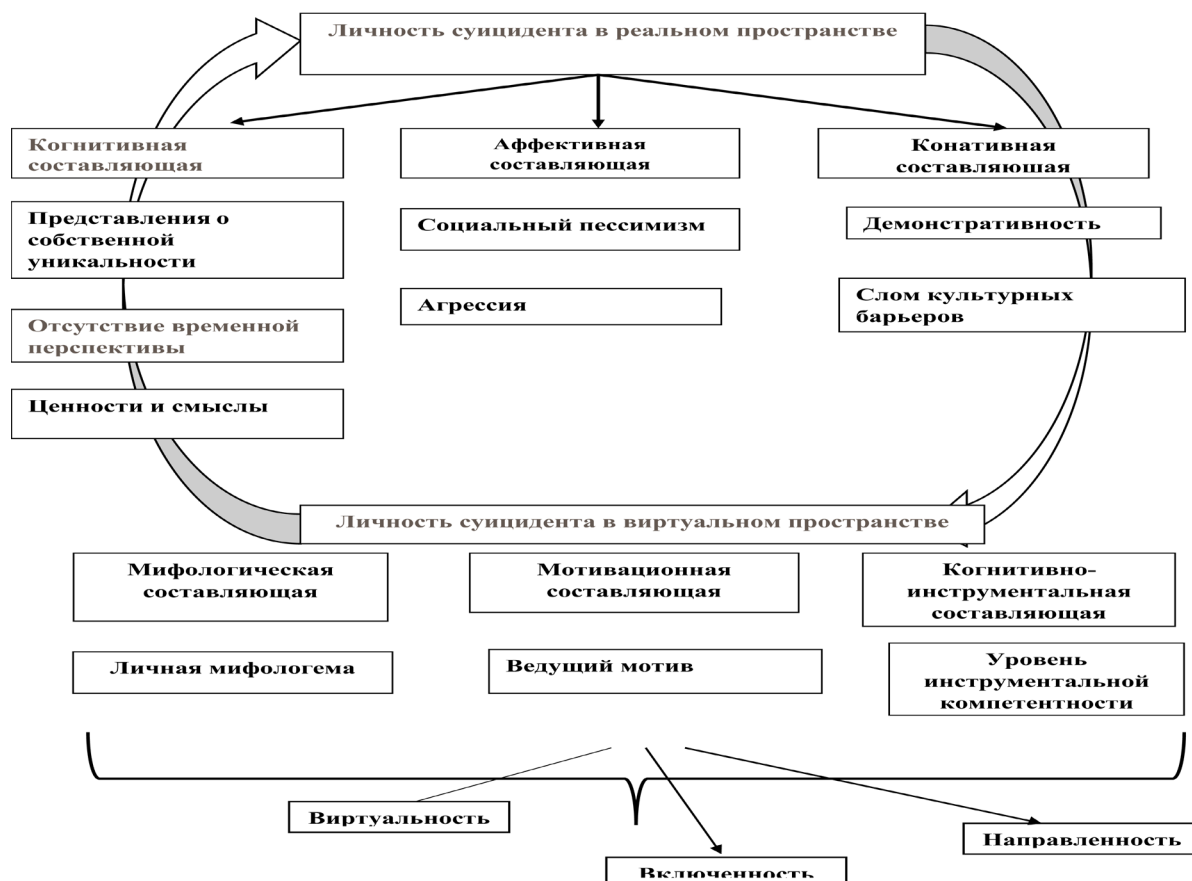 Личность суицидента в реальном пространстве
Когнитивная
составляющая
Аффективная
составляющая
Конативная
составляюшая
Представления о
собственной
уникальности
Социальный пессимизм
Демонстративность
Агрессия
Слом культурных
барьеров
Отсутствие временной
перспективы
Ценности и смыслы
Личность суицидента в виртуальном пространстве
Мифологическая
составляющая
Мотивационная
составляющая
Когнитивно-
инструментальная
составляющая
Личная мифологема
Ведущий мотив
Уровень
инструментальной
компетентности
Виртуальность
Направленность
Включенность